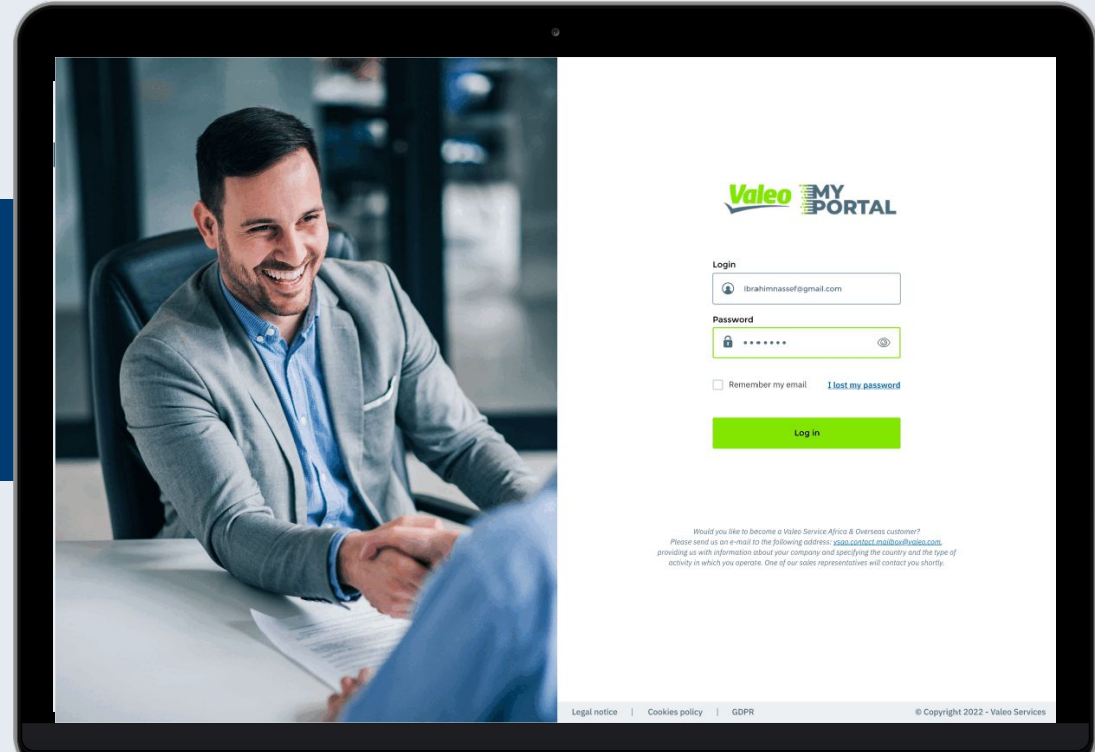 Valeo MY
PORTAL
Login
Ibrahimnassef@gmail.com
Password
Remember my email I lost my password
Log in
Would you like to become a Valeo Service Africa & Overseas customer?
Please send us an e-mail to the following address: vsao.contact.mailbox@valeo.com,
providing us with information about your company and specifying the country and the type of
activity in which you operate. One of our sales representatives will contact you shortly.
Legal notice | Cookies policy | GDPR © Copyright 2022 - Valeo Services